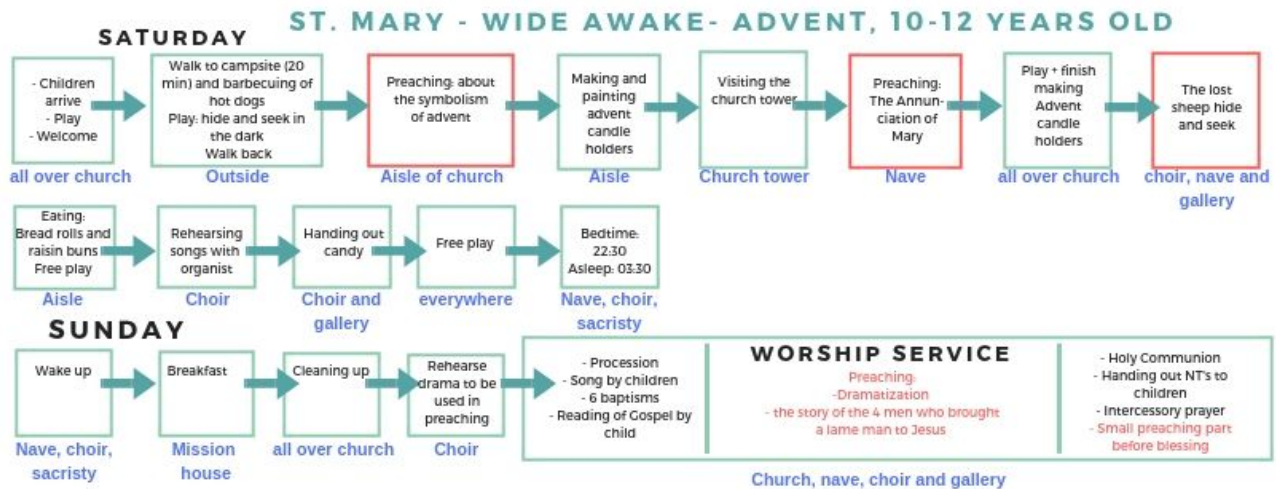 ST. MARY - WIDE AWAKE- ADVENT, 10-12 YEARS OLD
SATURDAY
- Children
arrive
- Play
- Welcome
all over church
Walk to campsite (20
min) and barbecuing of
hot dogs
Play: hide and seek in
the dark
Walk back
Outside
Preaching: about
the symbolism
of advent
Aisle of church
Making and
painting
advent
candle
holders
Aisle
Visiting the
church tower
Church tower
Preaching:
The Annun-
ciation of
Mary
Nave
Play + finish
making
Advent
candle
holders
all over church
The lost
sheep hide
and seek
choir, nave and
gallery
Eating:
Bread rolls and
raisin buns
Free play
Aisle
Rehearsing
songs with
organist
Choir
Handing out
candy
Choir and
gallery
Free play
everywhere
Bedtime:
22:30
Asleep: 03:30
Nave, choir,
sacristy
SUNDAY
Wake up
Nave, choir,
sacristy
Breakfast
Mission
house
Cleaning up
all over church
Rehearse
drama to be
used in
preaching
Choir
- Procession
- Song by children
- 6 baptisms
- Reading of Gospel by
child
WORSHIP SERVICE
Preaching:
-Dramatization
- the story of the 4 men who brought
a lame man to Jesus
- Holy Communion
- Handing out NT's to
children
- Intercessory prayer
- Small preaching part
before blessing
Church, nave, choir and gallery